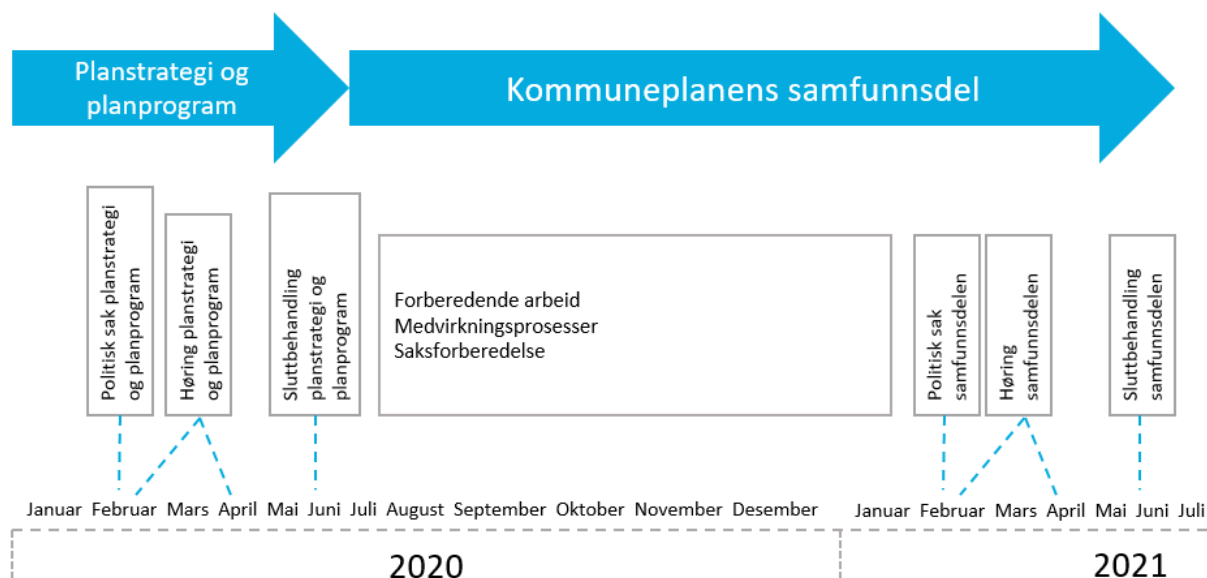 Planstrategi og
planprogram
Kommuneplanens samfunnsdel
Politisk sak planstrategi
og planprogram
Høring planstrategi
og planprogram
Sluttbehandling
planstrategi og
planprogram
Forberedende arbeid
Medvirkningsprosesser
Saksforberedelse
Politisk sak
samfunnsdelen
Høring
samfunnsdelen
Sluttbehandling
samfunnsdelen
Januar Februar Mars April Mai Juni Juli August September Oktober November Desember
Januar Februar Mars April Mai Juni Juli
2020
2021